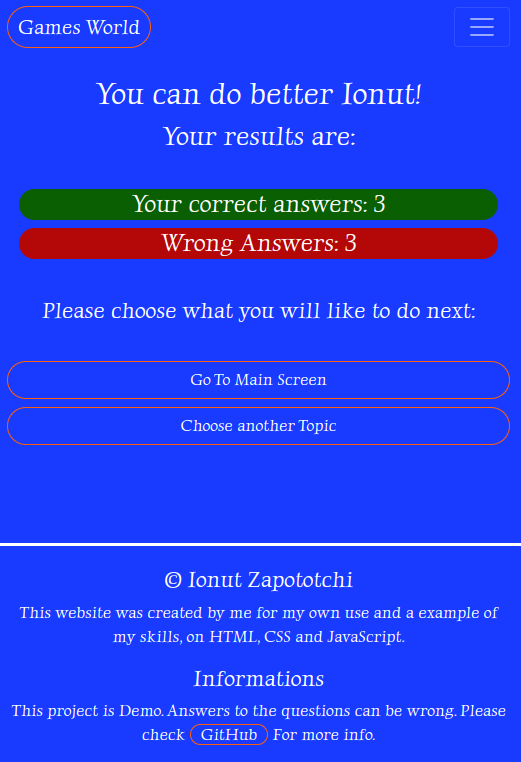 Games World
You can do better Ionut!
Your results are:
Your correct answers: 3
Wrong Answers: 3
Please choose what you will like to do next:
Go To Main Screen
Choose another Topic
© Ionut Zapototchi
This website was created by me for my own use and a example of
my skills, on HTML, CSS and JavaScript.
Informations
This project is Demo. Answers to the questions can be wrong. Please
check GitHub For more info.